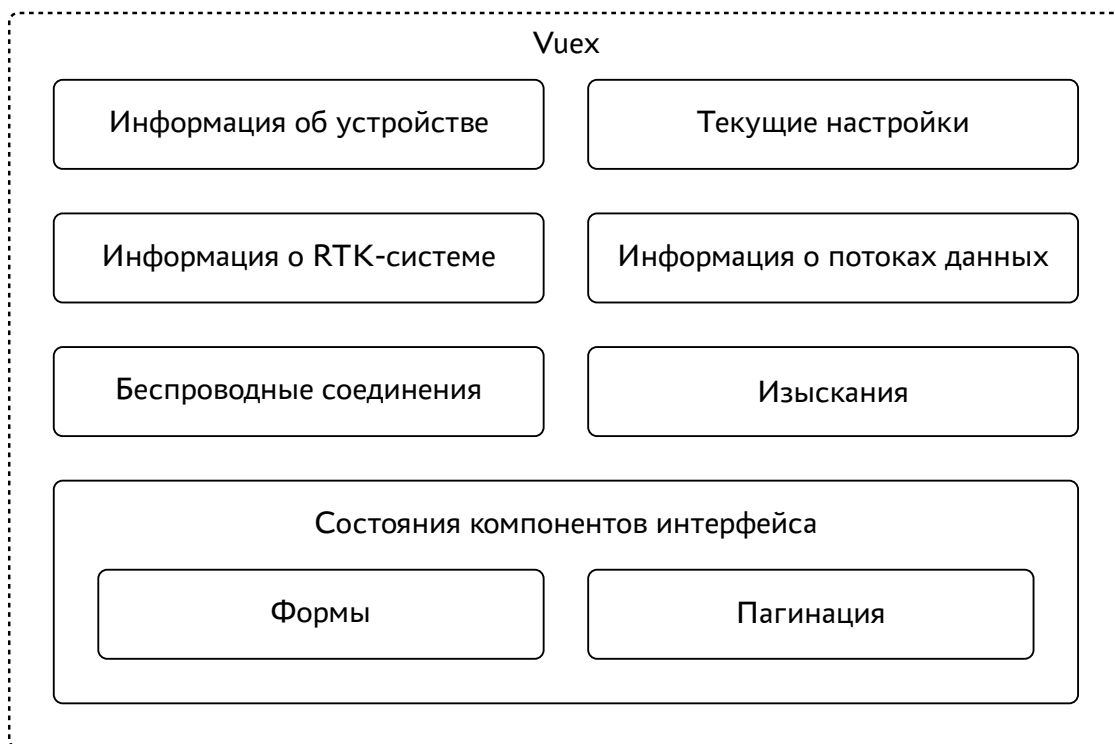 Vuex
Информация об устройстве
Текущие настройки
Информация о RTK-системе
Информация о потоках данных
Беспроводные соединения
Изыскания
Состояния компонентов интерфейса
Формы
Пагинация